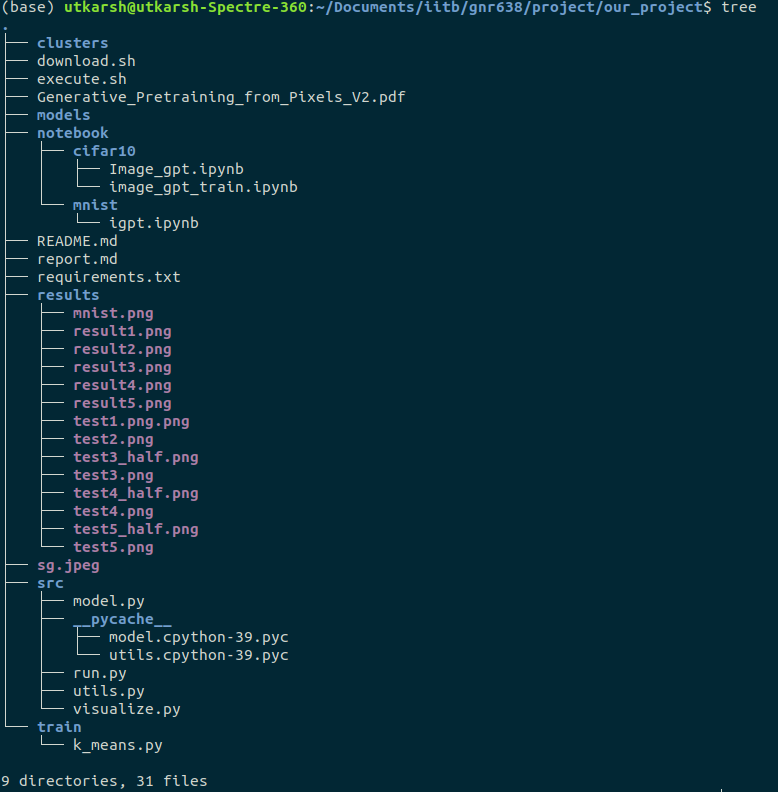 (base) utkarsh@utkarsh-Spectre-360:~/Documents/iitb/gnr638/project/our_project$ tree
.
├── clusters
├── download.sh
├── execute.sh
├── Generative_Pretraining_from_Pixels_V2.pdf
├── models
├── notebook
│   ├── cifar10
│   │   ├── Image_gpt.ipynb
│   │   └── image_gpt_train.ipynb
│   └── mnist
│       └── igpt.ipynb
├── README.md
├── report.md
├── requirements.txt
├── results
│   ├── mnist.png
│   ├── result1.png
│   ├── result2.png
│   ├── result3.png
│   ├── result4.png
│   ├── result5.png
│   ├── test1.png.png
│   ├── test2.png
│   ├── test3_half.png
│   ├── test3.png
│   ├── test4_half.png
│   ├── test4.png
│   ├── test5_half.png
│   └── test5.png
├── sg.jpeg
├── src
│   ├── model.py
│   ├── __pycache__
│   │   ├── model.cpython-39.pyc
│   │   └── utils.cpython-39.pyc
│   ├── run.py
│   ├── utils.py
│   └── visualize.py
└── train
    └── k_means.py

9 directories, 31 files